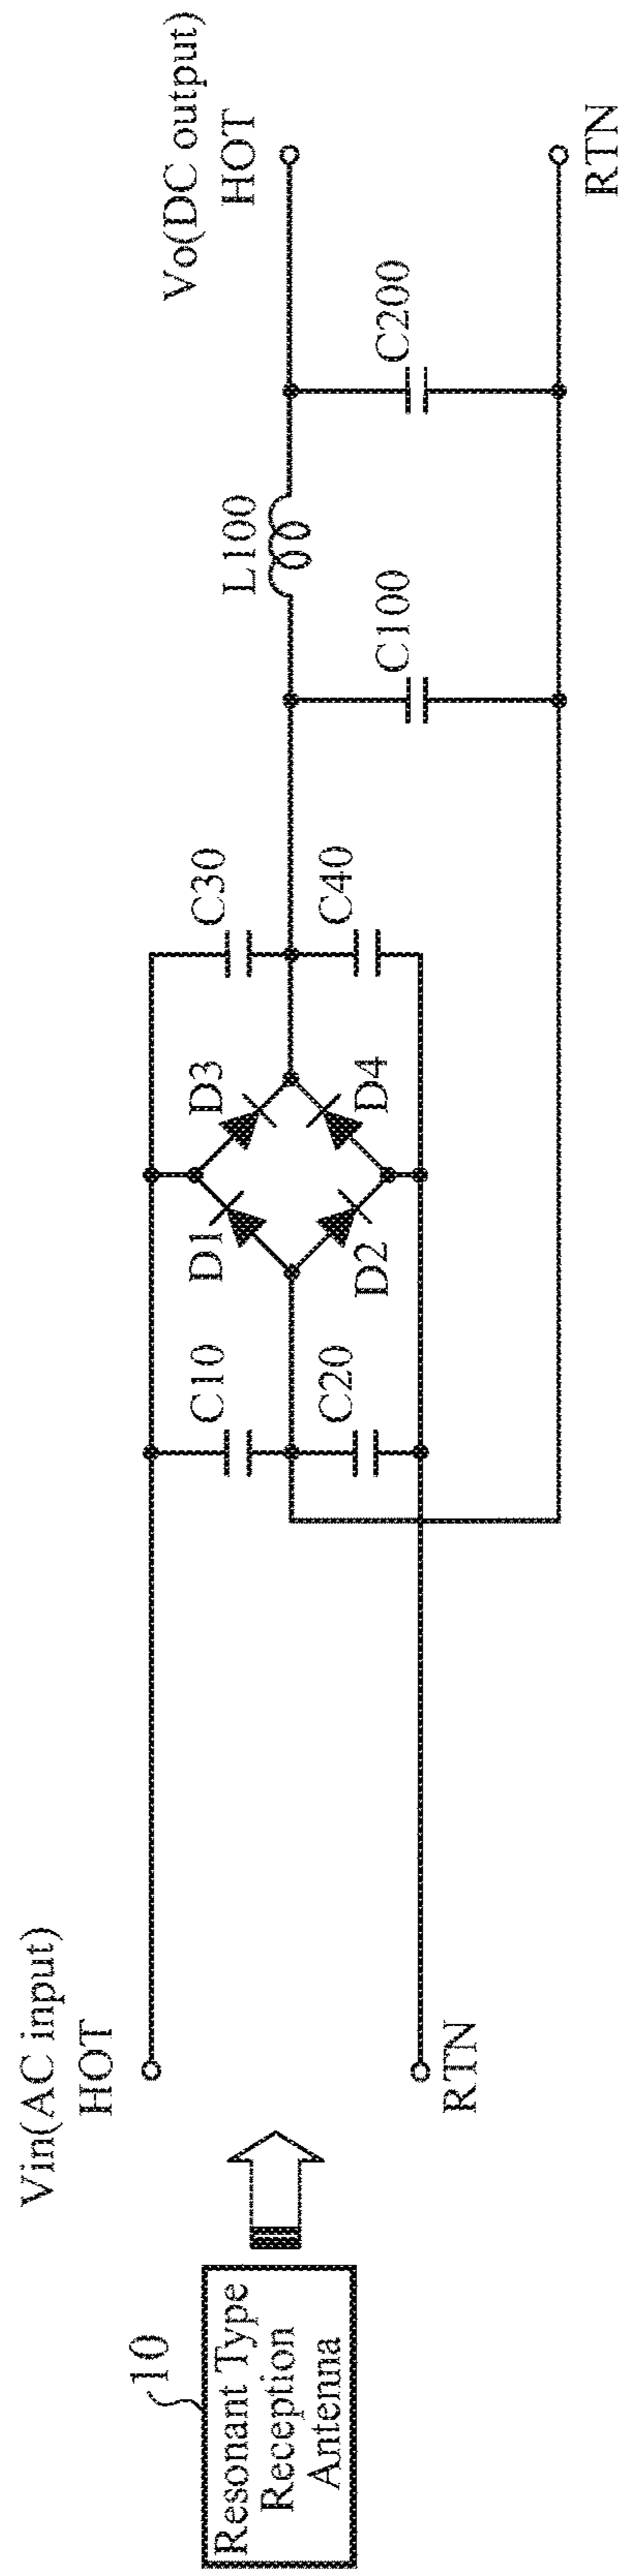 10
Resonant Type
Reception
Antenna
Vin(AC input)
HOT
RTN
C10
C20
D1
D2
D3
D4
C30
C40
C100
L100
C200
Vo(DC output)
HOT
RTN